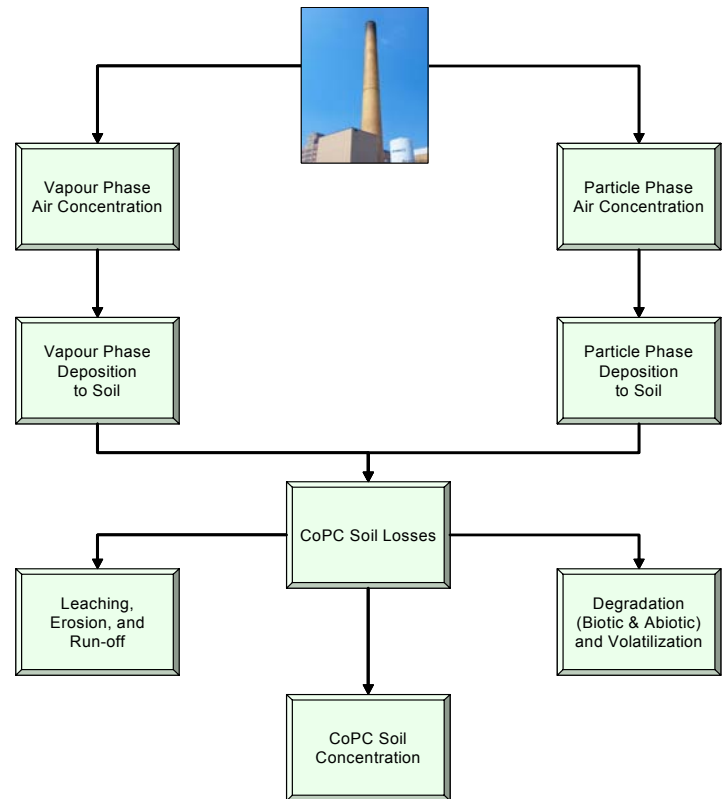 Vapour Phase
Air Concentration
Particle Phase
Air Concentration
Vapour Phase
Deposition
to Soil
Particle Phase
Deposition
to Soil
CoPC Soil Losses
Leaching,
Erosion, and
Run-off
Degradation
(Biotic & Abiotic)
and Volatilization
CoPC Soil
Concentration